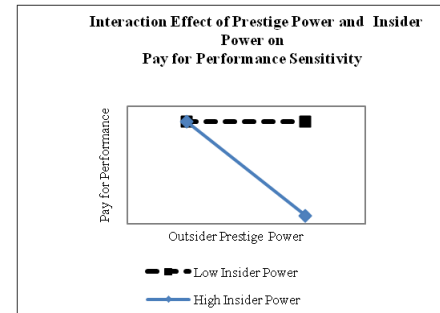 Interaction Effect of Prestige Power and Insider
Power on
Pay for Performance Sensitivity
Pay for Performance
Outsider Prestige Power
Low Insider Power
High Insider Power